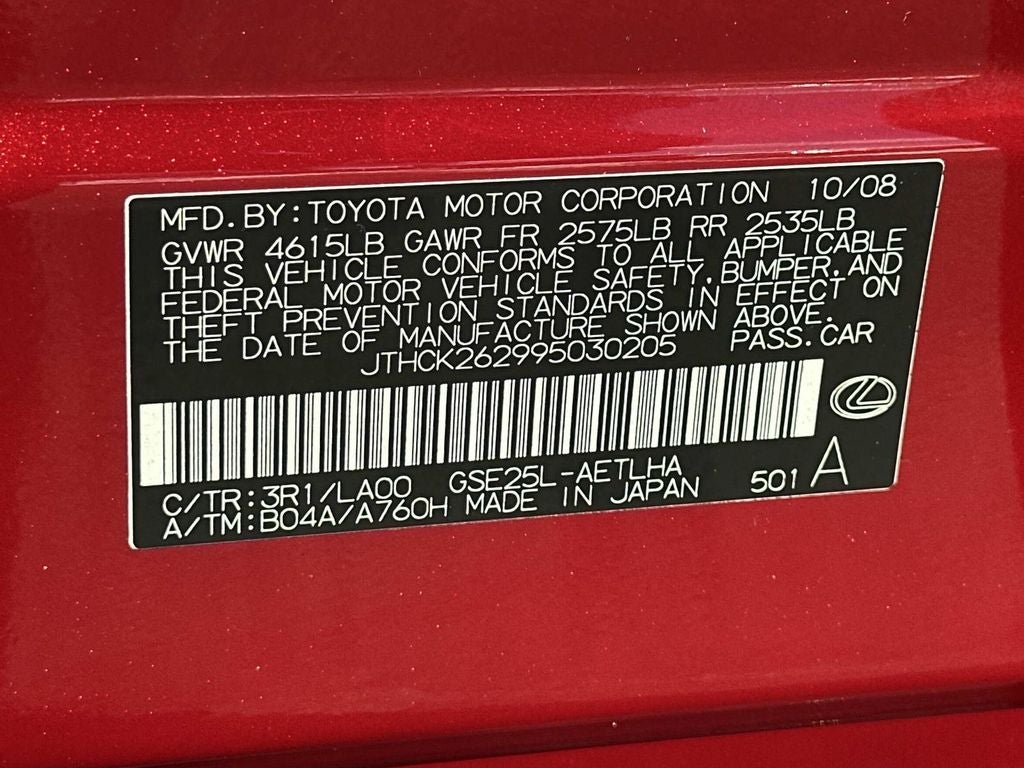 MFD.BY:TOYOTA MOTOR CORPORATION 10/08
GVWR 4615LB GAWR FR 2575LB RR 2535LB
THIS VEHICLE CONFORMS TO ALL APPLICABLE
FEDERAL MOTOR VEHICLE SAFETY,BUMPER,AND
THEFT PREVENTION STANDARDS IN EFFECT ON
THE DATE OF MANUFACTURE SHOWN ABOVE.
JTHCK262995030205 PASS.CAR
C/TR:3R1/LA00 GSE25L-AETLHA
A/TM:B04A/A760H MADE IN JAPAN 501 A